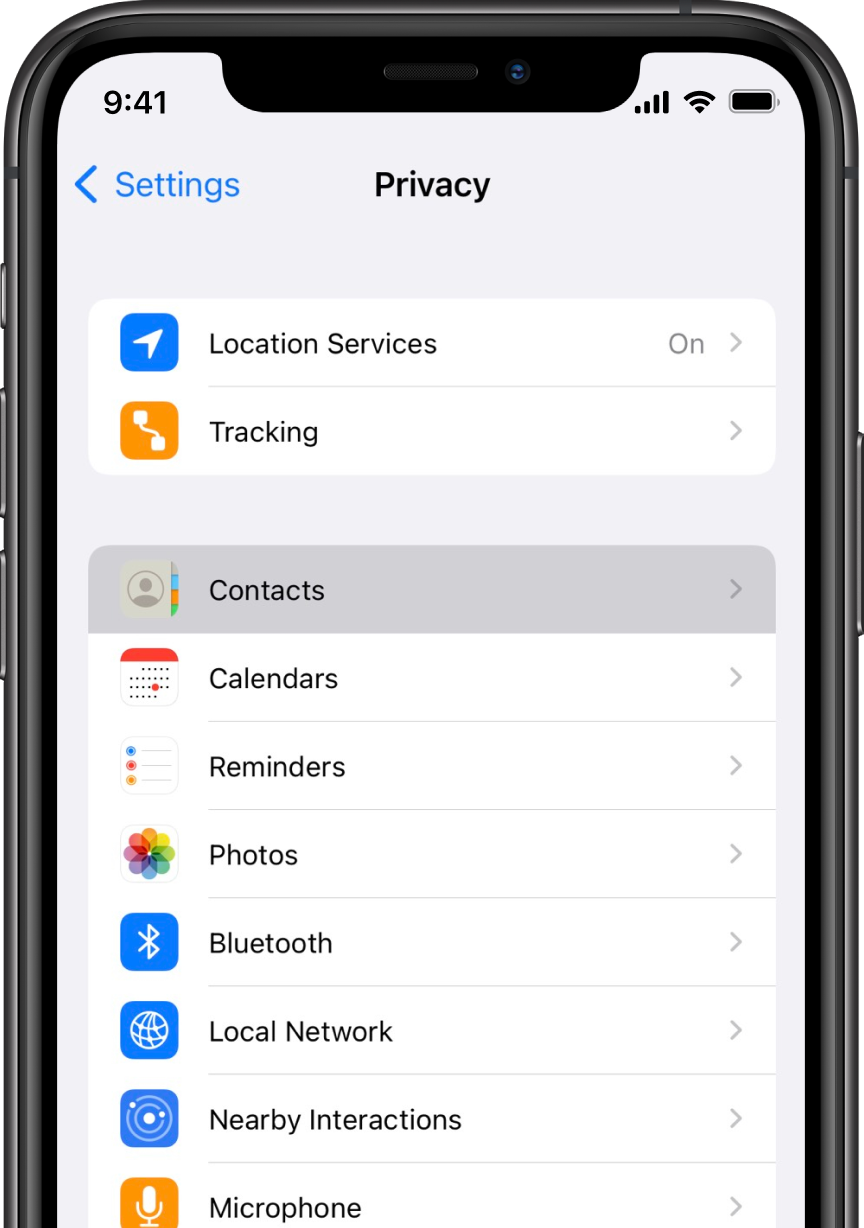 9:41
Settings
Privacy
Location Services
On
Tracking
Contacts
Calendars
Reminders
Photos
Bluetooth
Local Network
Nearby Interactions
Microphone